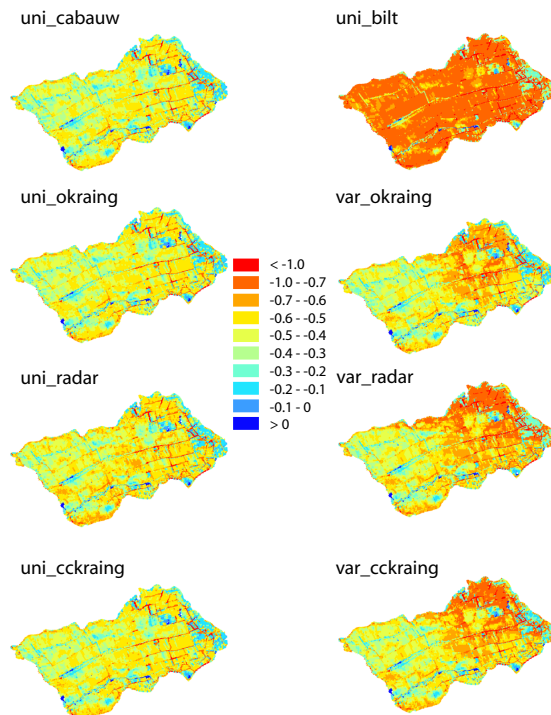 uni_cabauw
uni_bilt
uni_okraing
var_okraing
< -1.0
-1.0 - -0.7
-0.7 - -0.6
-0.6 - -0.5
-0.5 - -0.4
-0.4 - -0.3
-0.3 - -0.2
-0.2 - -0.1
-0.1 - 0
> 0
uni_radar
var_radar
uni_cckraing
var_cckraing